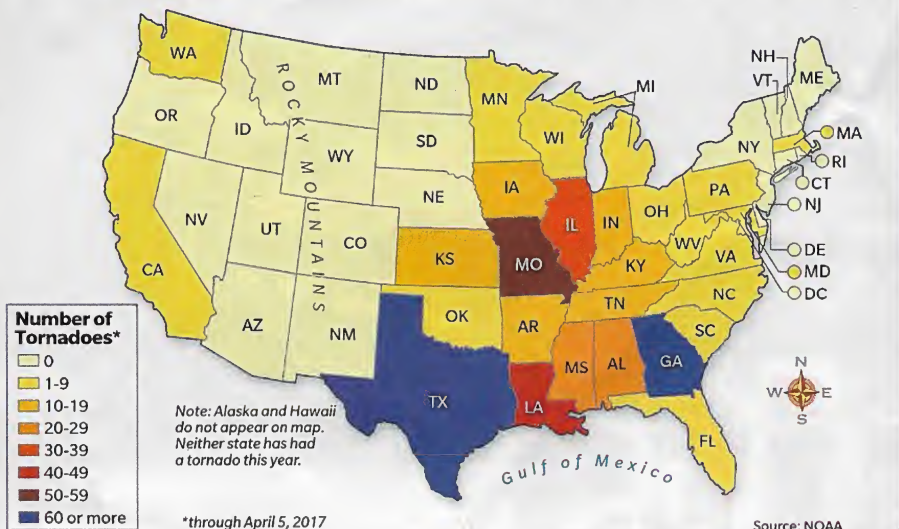 WA
OR
ID
MT
ND
MN
WI
MI
NH
VT
ME
MA
RI
CT
NJ
DE
MD
DC
NY
PA
WY
SD
NE
IA
IL
IN
OH
WV
VA
NV
UT
CO
KS
MO
KY
TN
NC
SC
CA
AZ
NM
OK
AR
MS
AL
GA
TX
LA
FL
ROCKY MOUNTAINS
Gulf of Mexico
N
W E
S
Number of
Tornadoes*
0
1-9
10-19
20-29
30-39
40-49
50-59
60 or more
Note: Alaska and Hawaii
do not appear on map.
Neither state has had
a tornado this year.
*through April 5, 2017
Source: NOAA